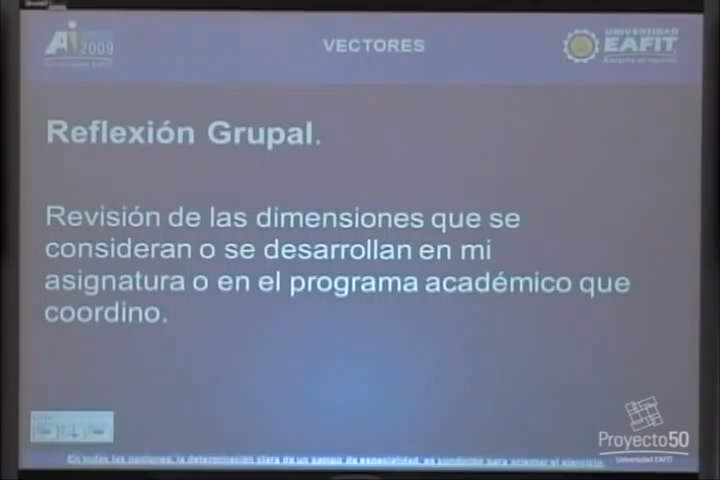 2009
VECTORES
UNIVERSIDAD
EAFIT
Reflexión Grupal.
Revisión de las dimensiones que se
consideran o se desarrollan en mi
asignatura o en el programa académico que
coordino.
Proyecto50
Universidad EAFIT
En todas las opciones, la determinación clara de un campo de especialidad, es condición para orientar el ejercicio.